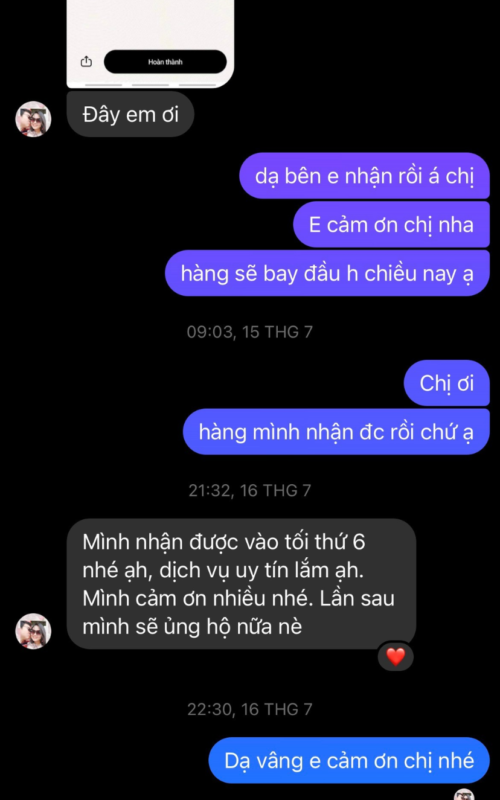 Hoàn thành
Đây em ơi
dạ bên e nhận rồi á chị
E cảm ơn chị nha
hàng sẽ bay đầu h chiều nay ạ
09:03, 15 THG 7
Chị ơi
hàng mình nhận đc rồi chứ ạ
21:32, 16 THG 7
Mình nhận được vào tối thứ 6
nhé ạh, dịch vụ uy tín lắm ạh.
Mình cảm ơn nhiều nhé. Lần sau
mình sẽ ủng hộ nữa nè
22:30, 16 THG 7
Dạ vâng e cảm ơn chị nhé